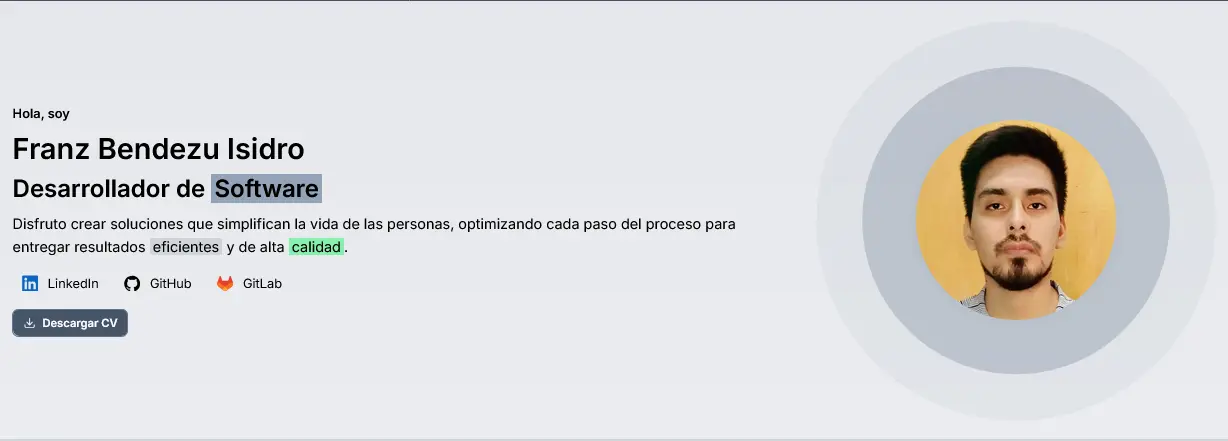 Hola, soy
Franz Bendezu Isidro
Desarrollador de Software
Disfruto crear soluciones que simplifican la vida de las personas, optimizando cada paso del proceso para
entregar resultados eficientes y de alta calidad.
LinkedIn GitHub GitLab
Descargar CV